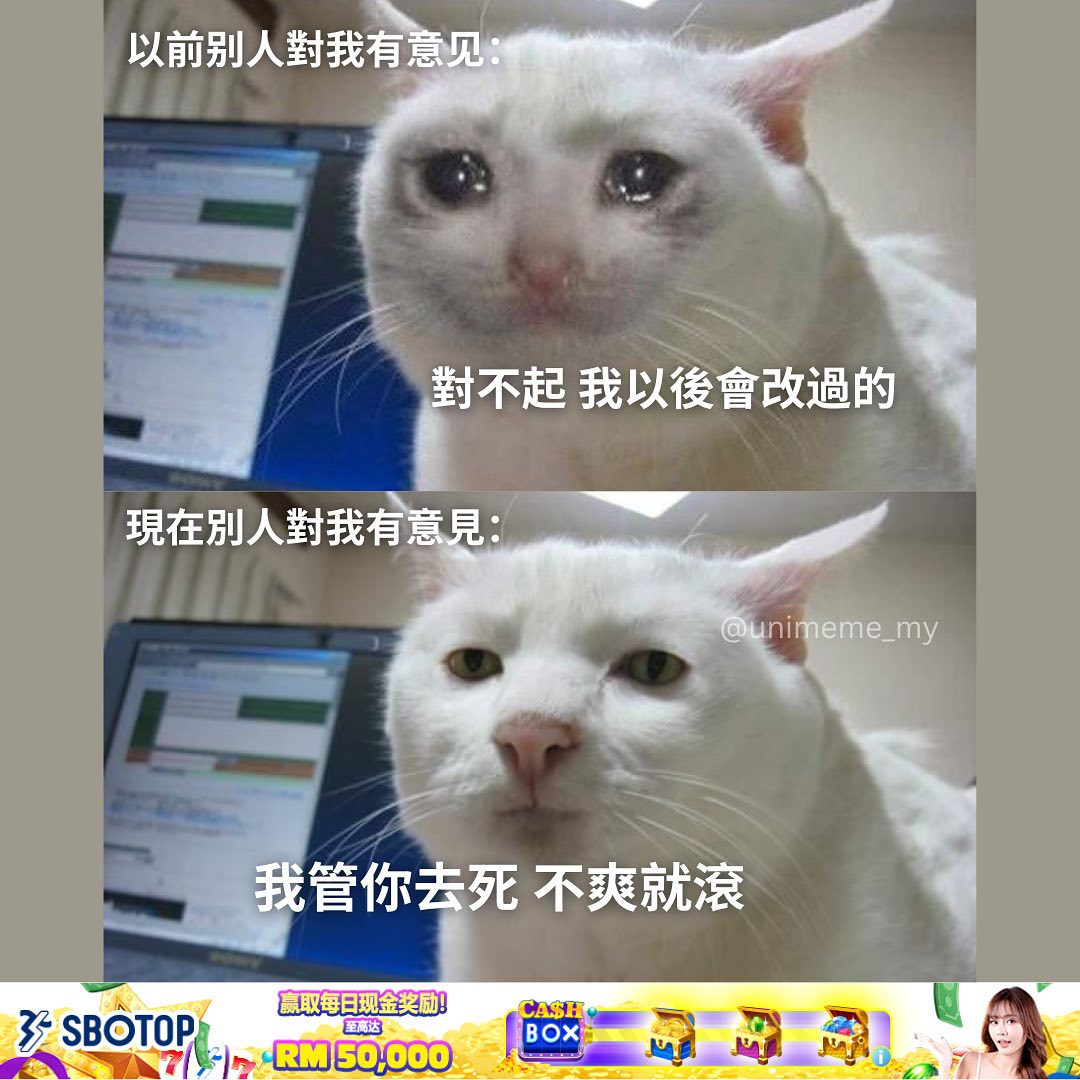 以前别人對我有意见：
對不起 我以後會改過的
現在別人對我有意見：
@unimeme_my
我管你去死 不爽就滾
SBOTOP
赢取每日现金奖励!
至高达
RM 50,000
CA$H
BOX